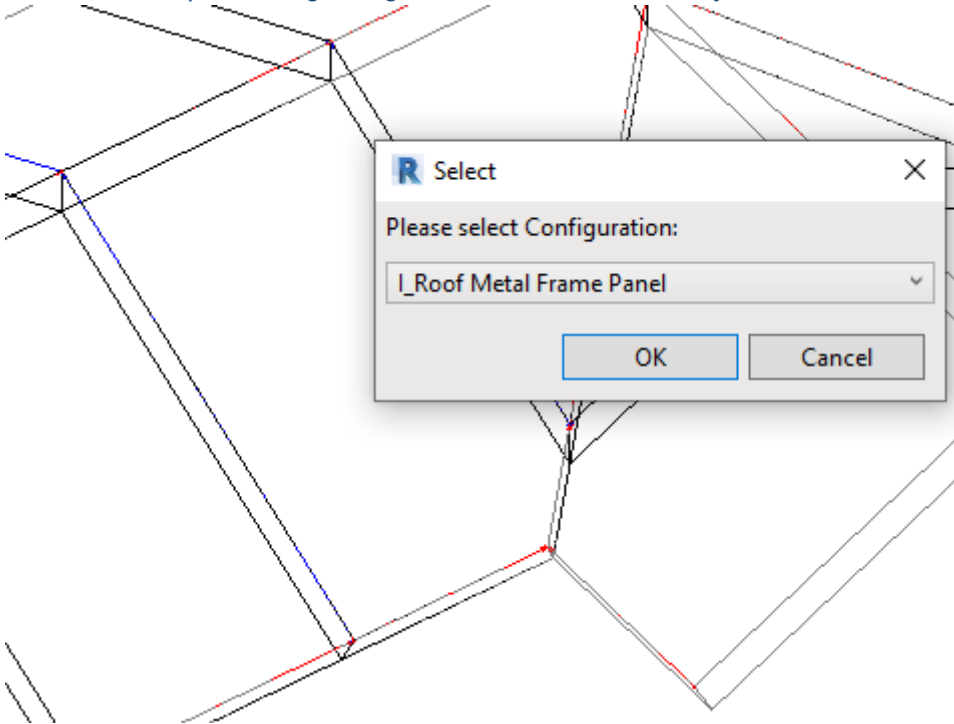 Select
Please select Configuration:
I_Roof Metal Frame Panel
OK
Cancel